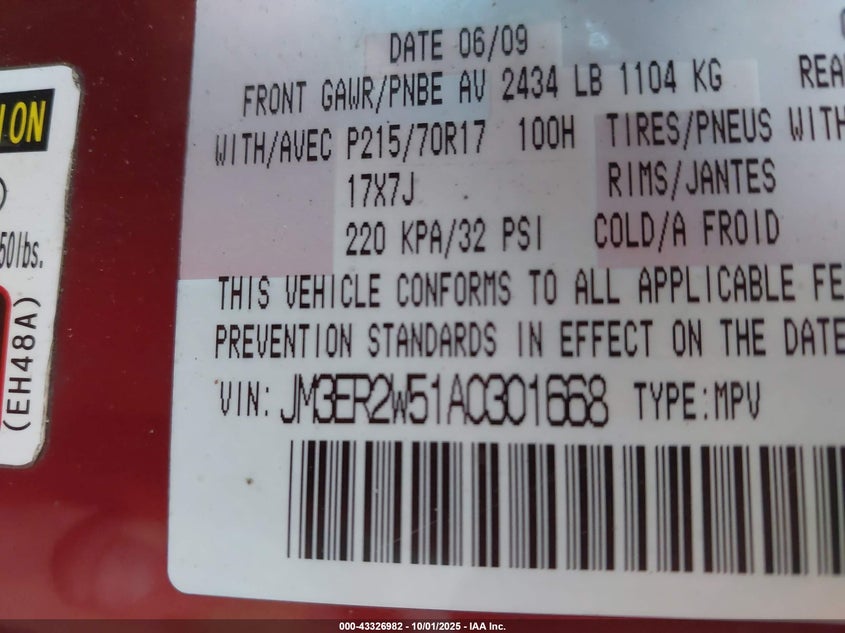 ION
50lbs.
(EH48A)
DATE 06/09
FRONT GAWR/PNBE AV 2434 LB 1104 KG
WITH/AVEC P215/70R17 100H TIRES/PNEUS WITH
17X7J RIMS/JANTES
220 KPA/32 PSI COLD/A FROID
THIS VEHICLE CONFORMS TO ALL APPLICABLE FE
PREVENTION STANDARDS IN EFFECT ON THE DATE
VIN: JM3ER2W51A0301668 TYPE:MPV
000-43326982 - 10/01/2025 - IAA Inc.